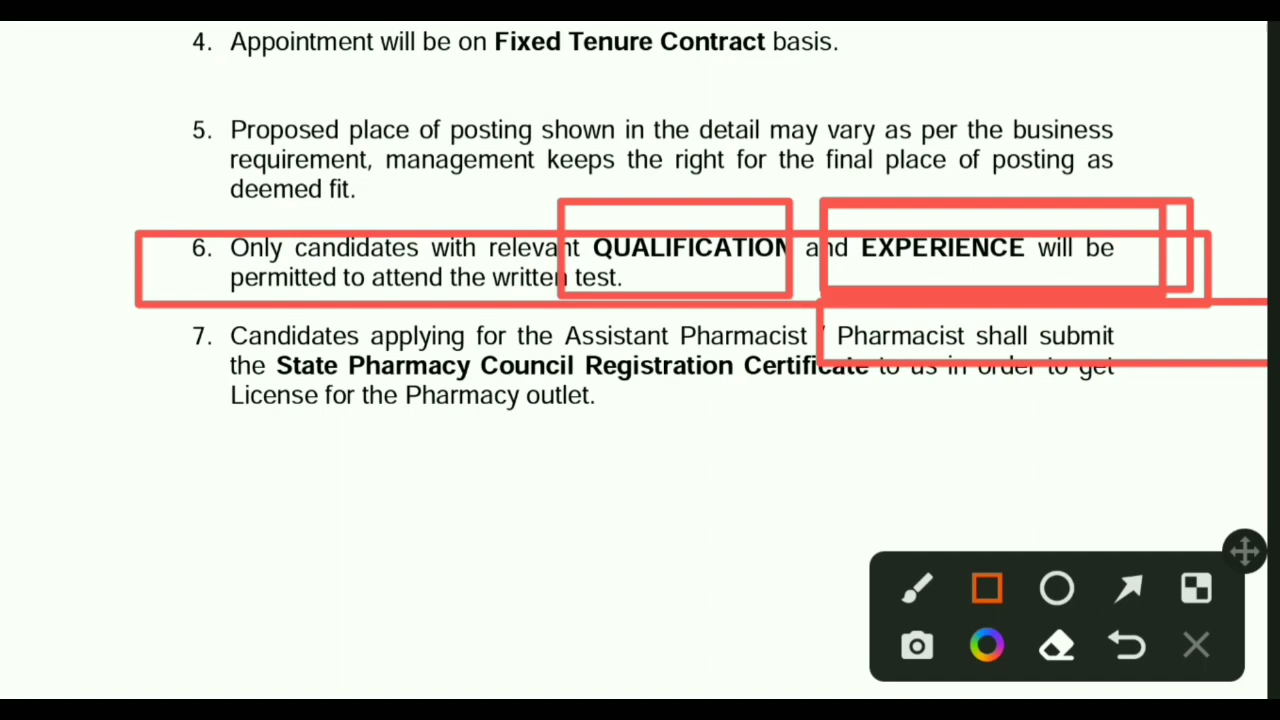 4. Appointment will be on Fixed Tenure Contract basis.
5. Proposed place of posting shown in the detail may vary as per the business
requirement, management keeps the right for the final place of posting as
deemed fit.
6. Only candidates with relevant QUALIFICATION and EXPERIENCE will be
permitted to attend the written test.
7. Candidates applying for the Assistant Pharmacist / Pharmacist shall submit
the State Pharmacy Council Registration Certificate to us in order to get
License for the Pharmacy outlet.